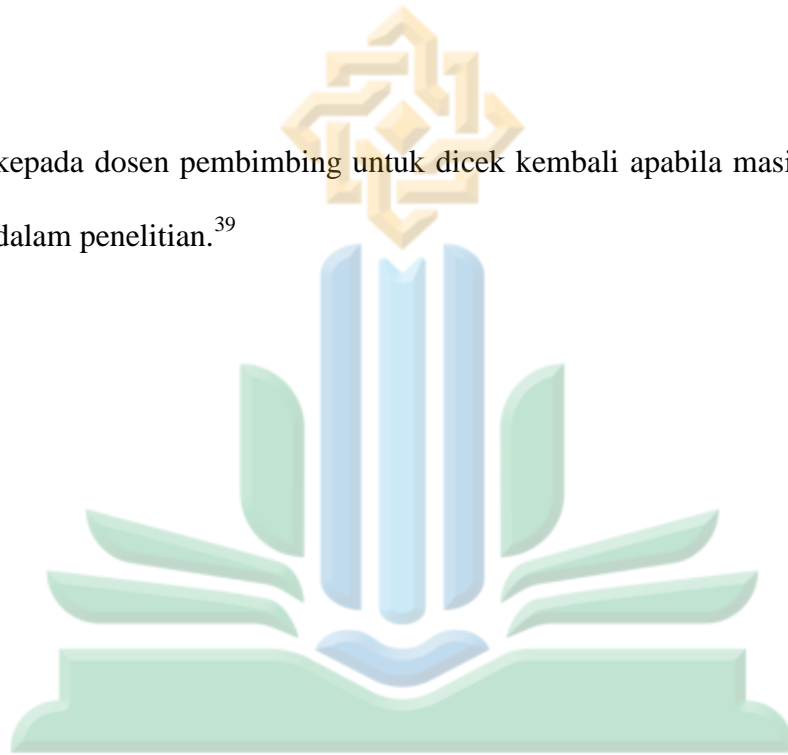 kepada dosen pembimbing untuk dicek kembali apabila masi
dalam penelitian.39